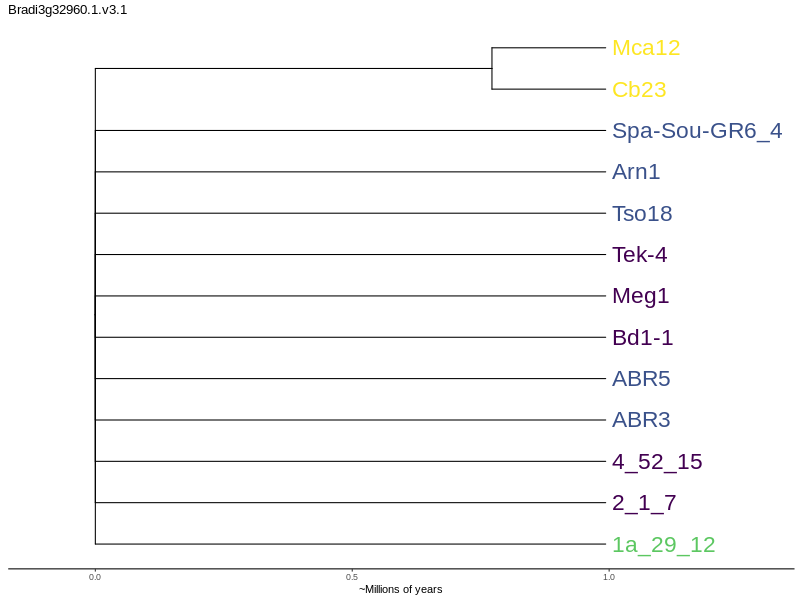 Bradi3g32960.1.v3.1
Mca12
Cb23
Spa-Sou-GR6_4
Arn1
Tso18
Tek-4
Meg1
Bd1-1
ABR5
ABR3
4_52_15
2_1_7
1a_29_12
0.0 0.5 1.0
~Millions of years